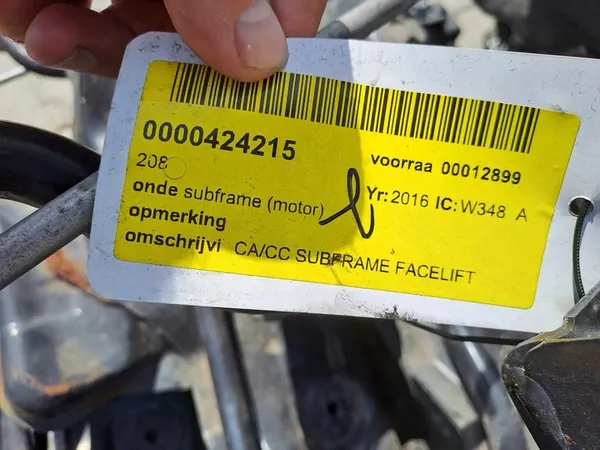 0000424215 voorraa 00012899
208
onde subframe (motor) Yr: 2016 IC: W348 A
opmerking
omschrijvi CA/CC SUBFRAME FACELIFT